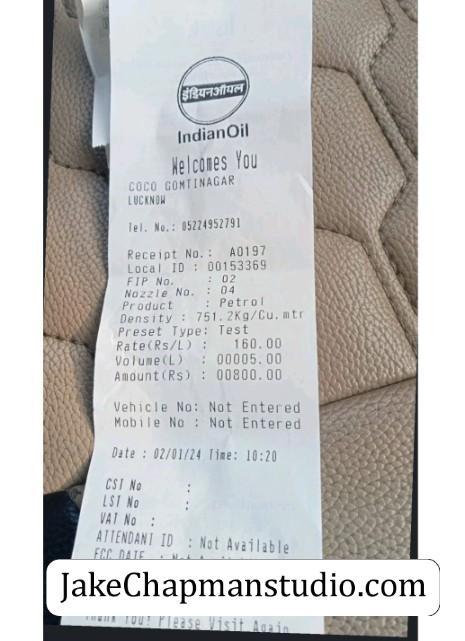 इंडियनऑयल
IndianOil
Welcomes You
COCO GOMTINAGAR
LUCKNOW
Tel. No.: 05224952791
Receipt No.: A0197
Local ID : 00153369
FIP No. : 02
Nozzle No. : 04
Product : Petrol
Density : 751.2Kg/Cu.mtr
Preset Type: Test
Rate(Rs/L) : 160.00
Volume(L) : 00005.00
Amount(Rs) : 00800.00
Vehicle No: Not Entered
Mobile No : Not Entered
Date : 02/01/24 Time: 10:20
CST No :
LST No :
VAT No :
ATTENDANT ID : Not Available
FCC DATE : Not
JakeChapmanstudio.com
Thank You! Please Visit Again